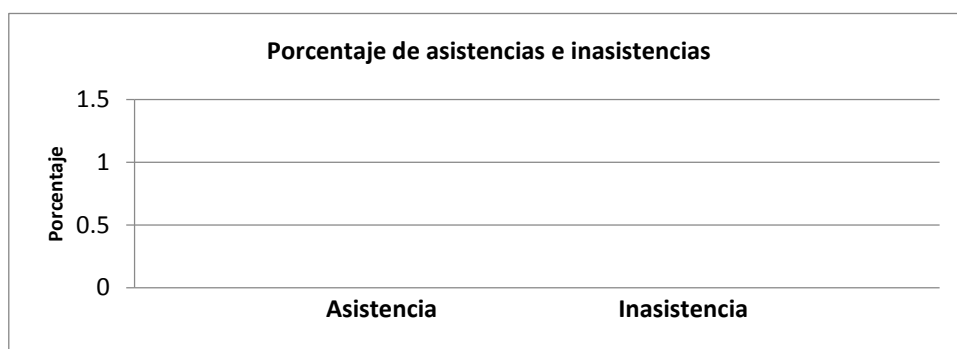 Porcentaje de asistencias e inasistencias
1.5
1
0.5
0
Porcentaje
Asistencia Inasistencia